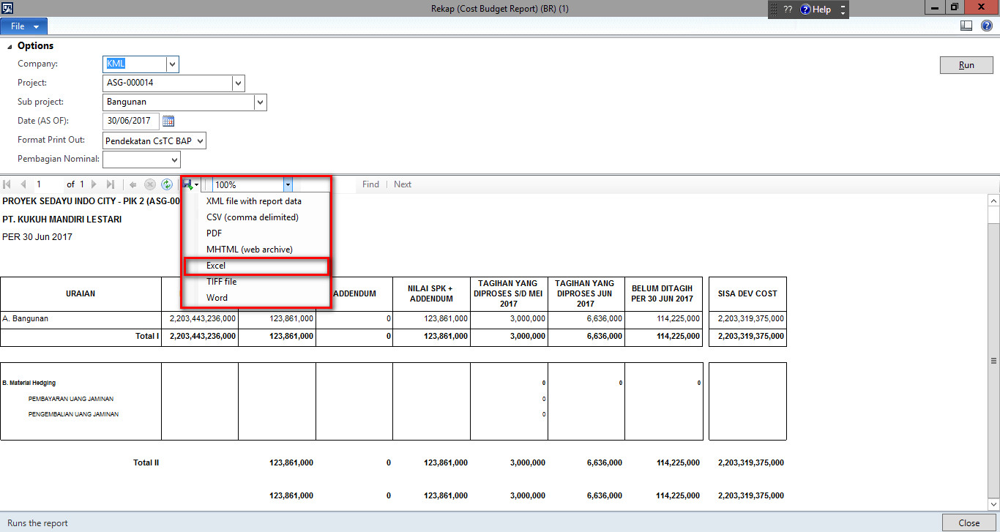 Rekap (Cost Budget Report) (BR) (1)
?? Help
File
Options
Company: KML
Run
Project: ASG-000014
Sub project: Bangunan
Date (AS OF): 30/06/2017
Format Print Out: Pendekatan CsTC BAP
Pembagian Nominal:
1 of 1 100% Find Next
XML file with report data
CSV (comma delimited)
PDF
MHTML (web archive)
Excel
TIFF file
Word
PROYEK SEDAYU INDO CITY - PIK 2 (ASG-00
PT. KUKUH MANDIRI LESTARI
PER 30 Jun 2017
URAIAN
ADDENDUM
NILAI SPK +
ADDENDUM
TAGIHAN YANG
DIPROSES S/D MEI
2017
TAGIHAN YANG
DIPROSES JUN
2017
BELUM DITAGIH
PER 30 JUN 2017
SISA DEV COST
A. Bangunan 2,203,443,236,000 123,861,000 0 123,861,000 3,000,000 6,636,000 114,225,000 2,203,319,375,000
Total I 2,203,443,236,000 123,861,000 0 123,861,000 3,000,000 6,636,000 114,225,000 2,203,319,375,000
B. Material Hedging 0 0 0
PEMBAYARAN UANG JAMINAN 0
PENGEMBALIAN UANG JAMINAN 0
Total II 123,861,000 0 123,861,000 3,000,000 6,636,000 114,225,000 2,203,319,375,000
123,861,000 0 123,861,000 3,000,000 6,636,000 114,225,000 2,203,319,375,000
Runs the report
Close